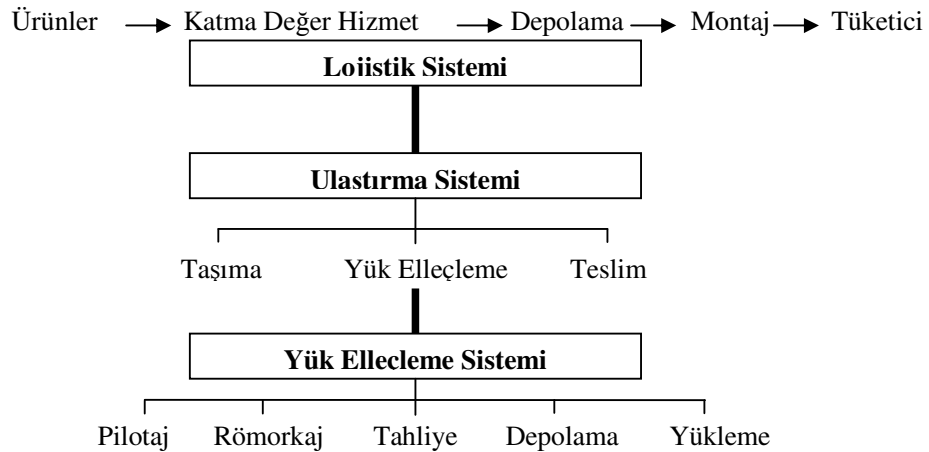 Ürünler Katma Değer Hizmet Depolama Montaj Tüketici
Lojistik Sistemi
Ulastırma Sistemi
Taşıma Yük Elleçleme Teslim
Yük Ellecleme Sistemi
Pilotaj Römorkaj Tahliye Depolama Yükleme